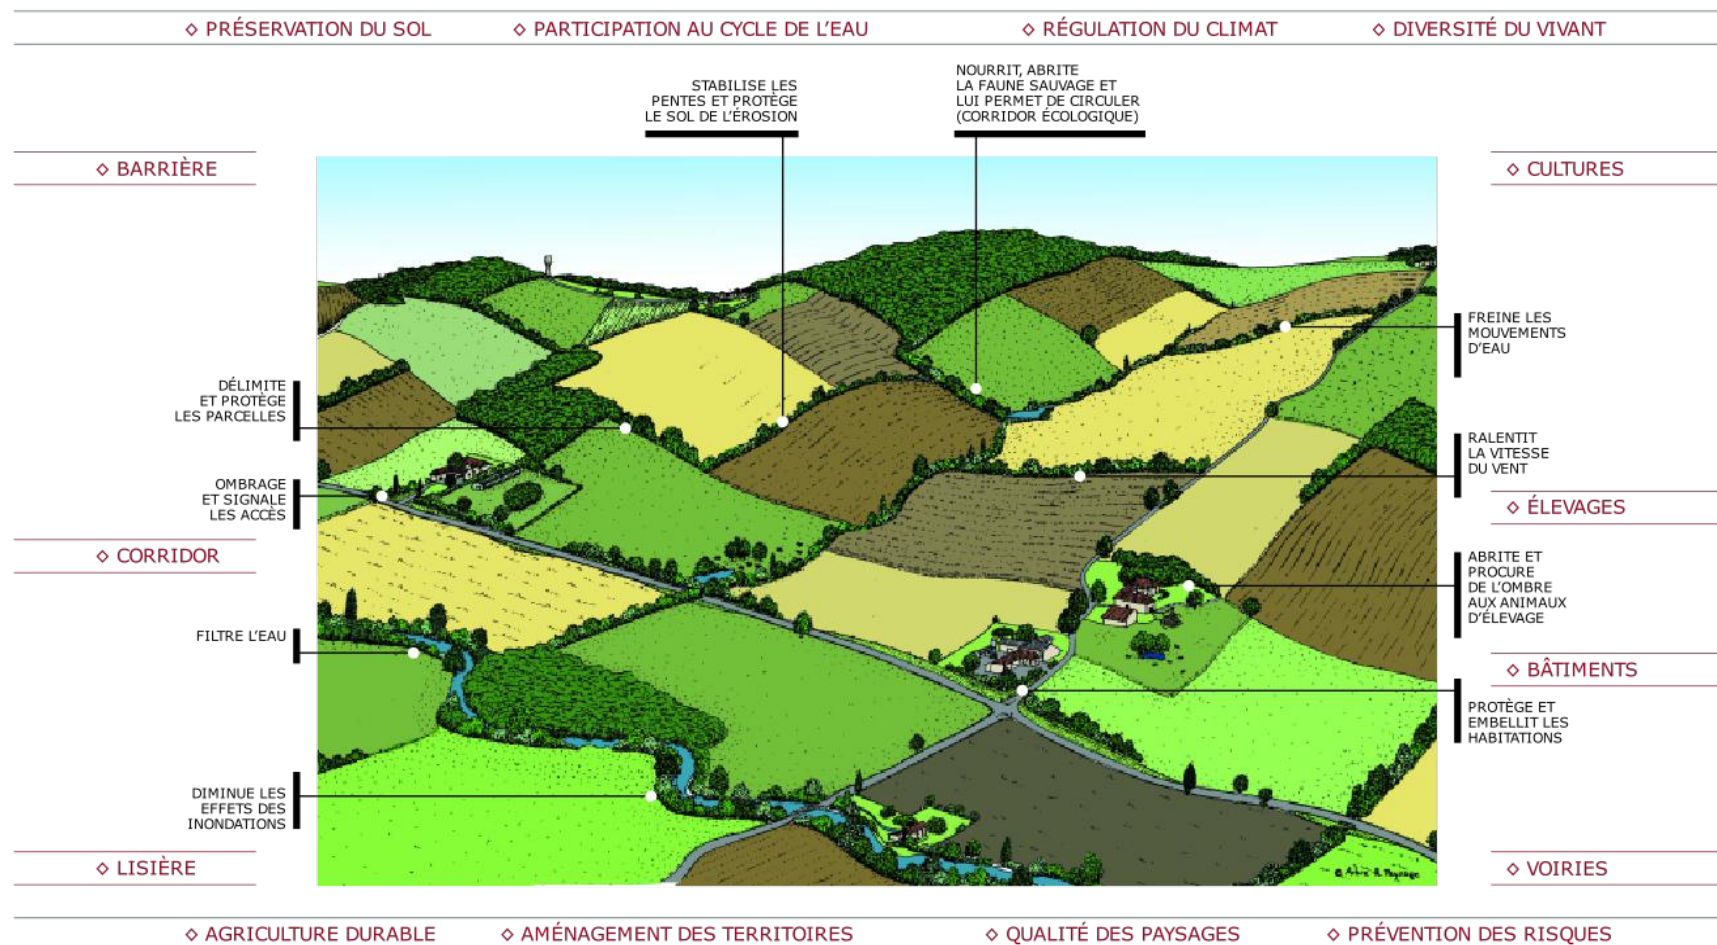 ◇ PRÉSERVATION DU SOL
◇ PARTICIPATION AU CYCLE DE L'EAU
◇ RÉGULATION DU CLIMAT
◇ DIVERSITÉ DU VIVANT
STABILISE LES
PENTES ET PROTÈGE
LE SOL DE L'ÉROSION
NOURRIT, ABRITE
LA FAUNE SAUVAGE ET
LUI PERMET DE CIRCULER
(CORRIDOR ÉCOLOGIQUE)
◇ BARRIÈRE
◇ CULTURES
FREINE LES
MOUVEMENTS
D'EAU
DÉLIMITE
ET PROTÈGE
LES PARCELLES
RALENTIT
LA VITESSE
DU VENT
OMBRAGE
ET SIGNALE
LES ACCÈS
◇ ÉLEVAGES
◇ CORRIDOR
ABRITE ET
PROCURE
DE L'OMBRE
AUX ANIMAUX
D'ÉLEVAGE
FILTRE L'EAU
◇ BÂTIMENTS
PROTÈGE ET
EMBELLIT LES
HABITATIONS
DIMINUE LES
EFFETS DES
INONDATIONS
◇ LISIÈRE
◇ VOIRIES
© Arbre & Paysage
◇ AGRICULTURE DURABLE
◇ AMÉNAGEMENT DES TERRITOIRES
◇ QUALITÉ DES PAYSAGES
◇ PRÉVENTION DES RISQUES